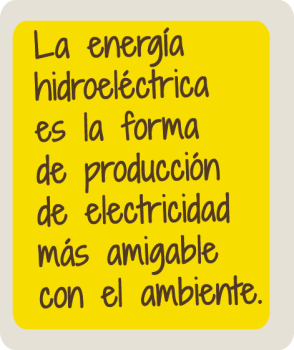 La energía
hidroeléctrica
es la forma
de producción
de electricidad
más amigable
con el ambiente.